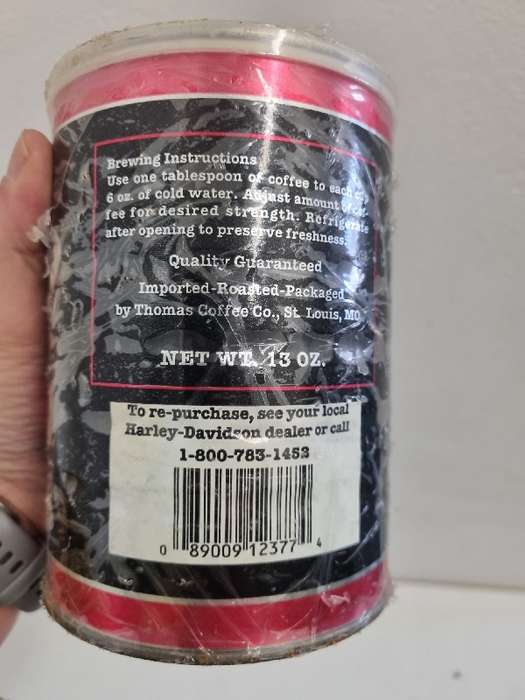 Brewing Instructions
Use one tablespoon of coffee to each
6 oz. of cold water. Adjust amount of cof-
fee for desired strength. Refrigerate
after opening to preserve freshness.
Quality Guaranteed
Imported-Roasted-Packaged
by Thomas Coffee Co., St. Louis, MO
NET WT. 13 OZ.
To re-purchase, see your local
Harley-Davidson dealer or call
1-800-783-1453
0 89009 12377 4